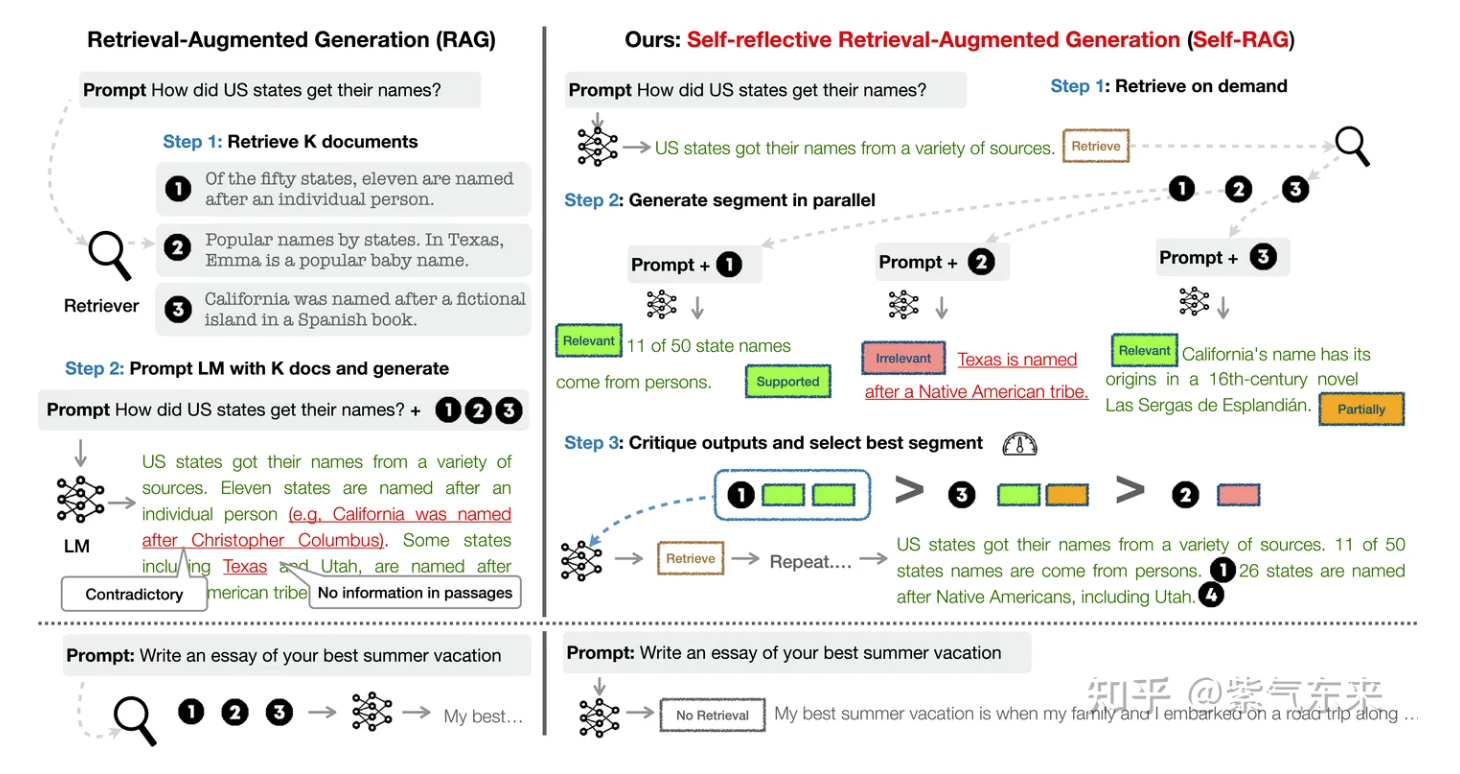 Retrieval-Augmented Generation (RAG)
Prompt How did US states get their names?
Step 1: Retrieve K documents
1 Of the fifty states, eleven are named
after an individual person.
2 Popular names by states. In Texas,
Emma is a popular baby name.
Retriever
3 California was named after a fictional
island in a Spanish book.
Step 2: Prompt LM with K docs and generate
Prompt How did US states get their names? + 1 2 3
US states got their names from a variety of
sources. Eleven states are named after an
individual person (e.g, California was named
after Christopher Columbus). Some states
including Texas and Utah, are named after
LM
Contradictory
merican tribe
No information in passages
Prompt: Write an essay of your best summer vacation
1 2 3
My best…
Ours: Self-reflective Retrieval-Augmented Generation (Self-RAG)
Prompt How did US states get their names?
Step 1: Retrieve on demand
US states got their names from a variety of sources. Retrieve
1 2 3
Step 2: Generate segment in parallel
Prompt + 1
Prompt + 2
Prompt + 3
Relevant 11 of 50 state names
come from persons. Supported
Irrelevant Texas is named
after a Native American tribe.
Relevant California's name has its
origins in a 16th-century novel
Las Sergas de Esplandián. Partially
Step 3: Critique outputs and select best segment
1 > 3 > 2
Retrieve
Repeat.…
US states got their names from a variety of sources. 11 of 50
states names are come from persons. 1 26 states are named
after Native Americans, including Utah. 4
Prompt: Write an essay of your best summer vacation
No Retrieval
My best summer vacation is when my family and I embarked on a road trip along …
知乎 @紫气东来